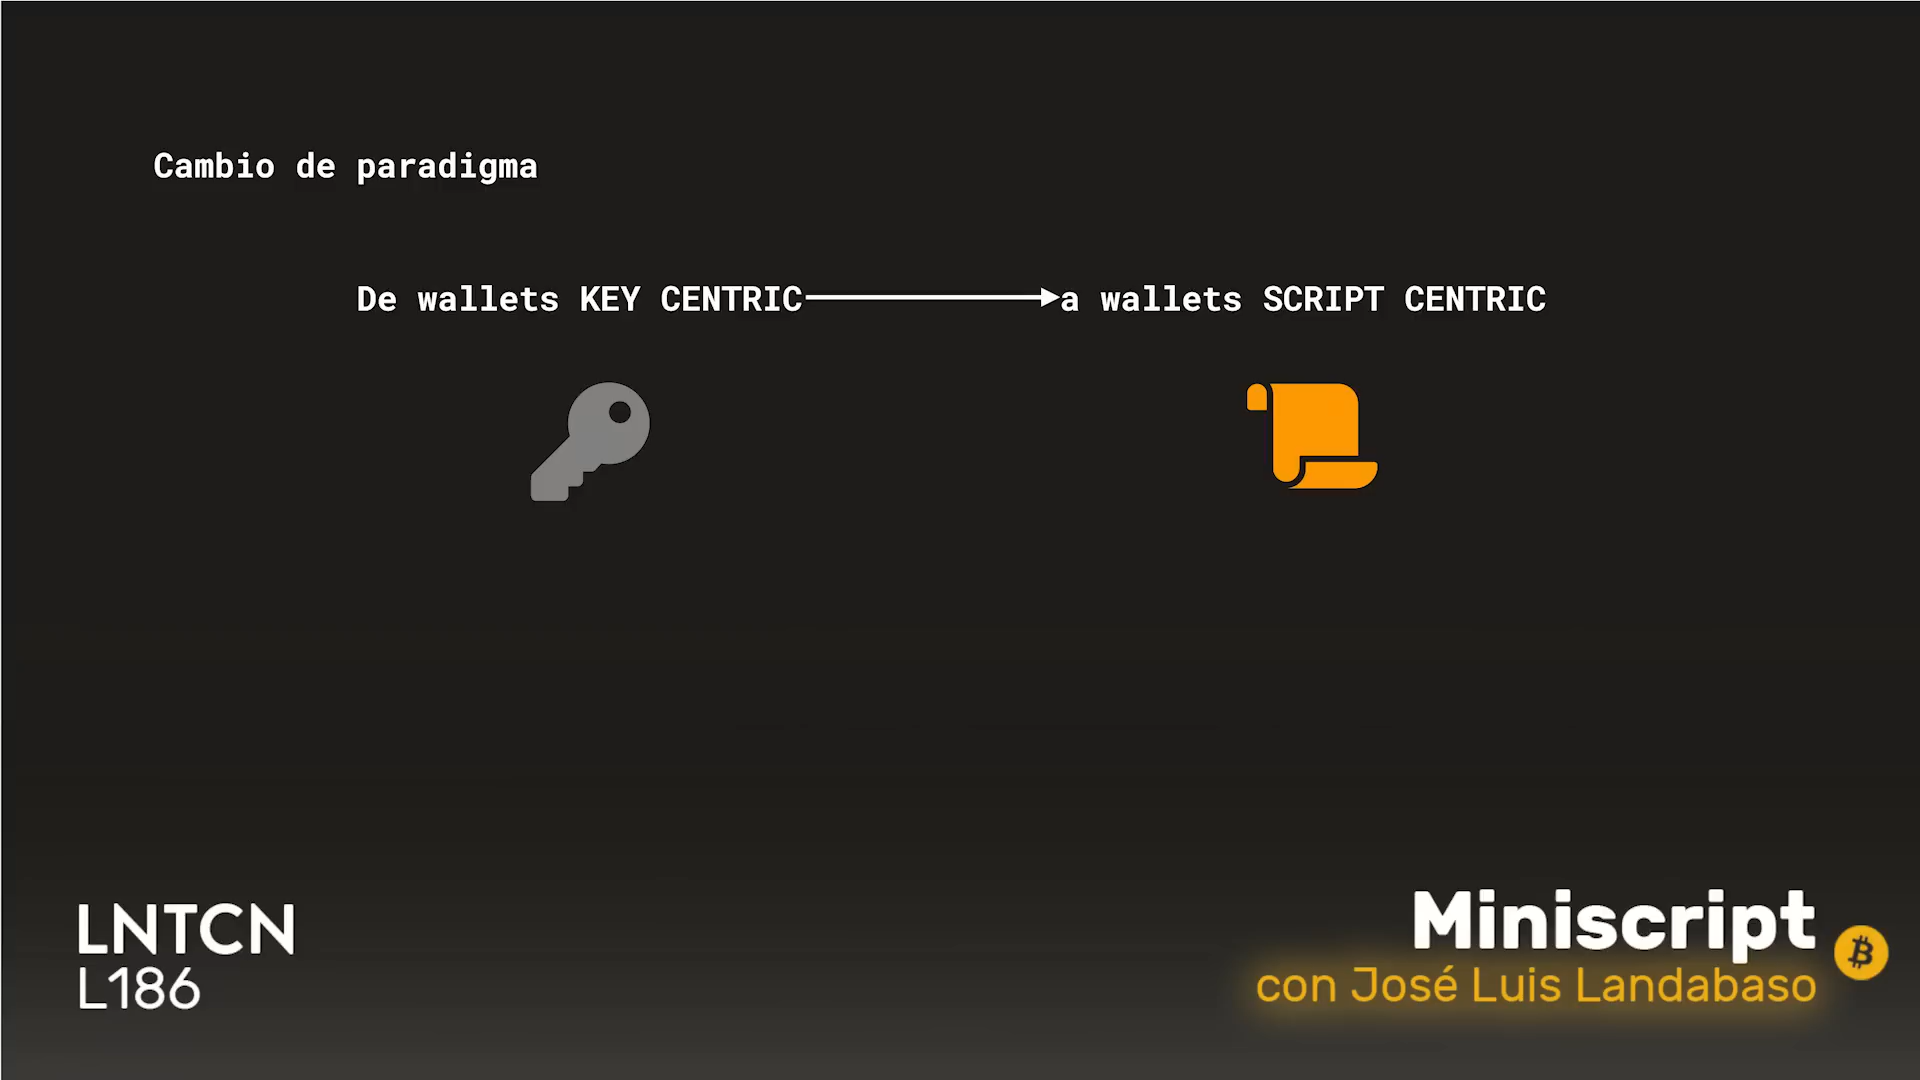 Cambio de paradigma
De wallets KEY CENTRIC
a wallets SCRIPT CENTRIC
LNTCN
L186
Miniscript
con José Luis Landabaso